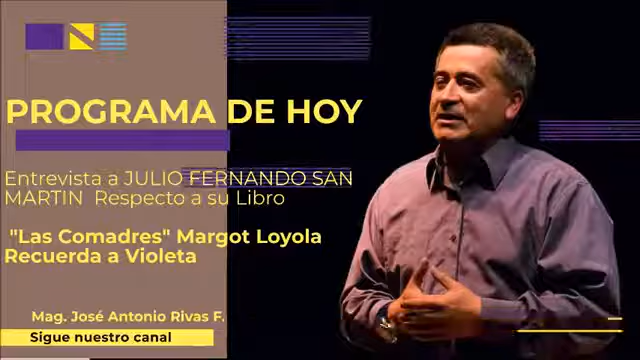 PROGRAMA DE HOY
Entrevista a JULIO FERNANDO SAN
MARTIN Respecto a su Libro
"Las Comadres" Margot Loyola
Recuerda a Violeta
Mag. José Antonio Rivas F.
Sigue nuestro canal